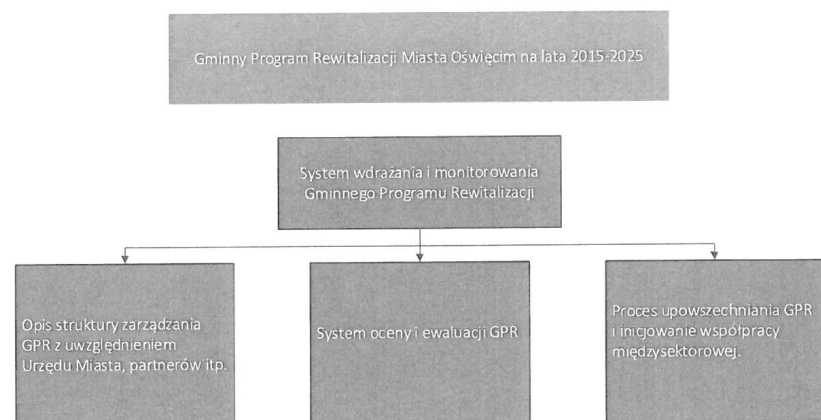 Gminny Program Rewitalizacji Miasta Oświęcim na lata 2015-2025
System wdrażania i monitorowania
Gminnego Programu Rewitalizacji
Opis struktury zarządzania
GPR z uwzględnieniem
Urzędu Miasta, partnerów itp.
System oceny i ewaluacji GPR
Proces upowszechniania GPR
i inicjowanie współpracy
międzysektorowej.